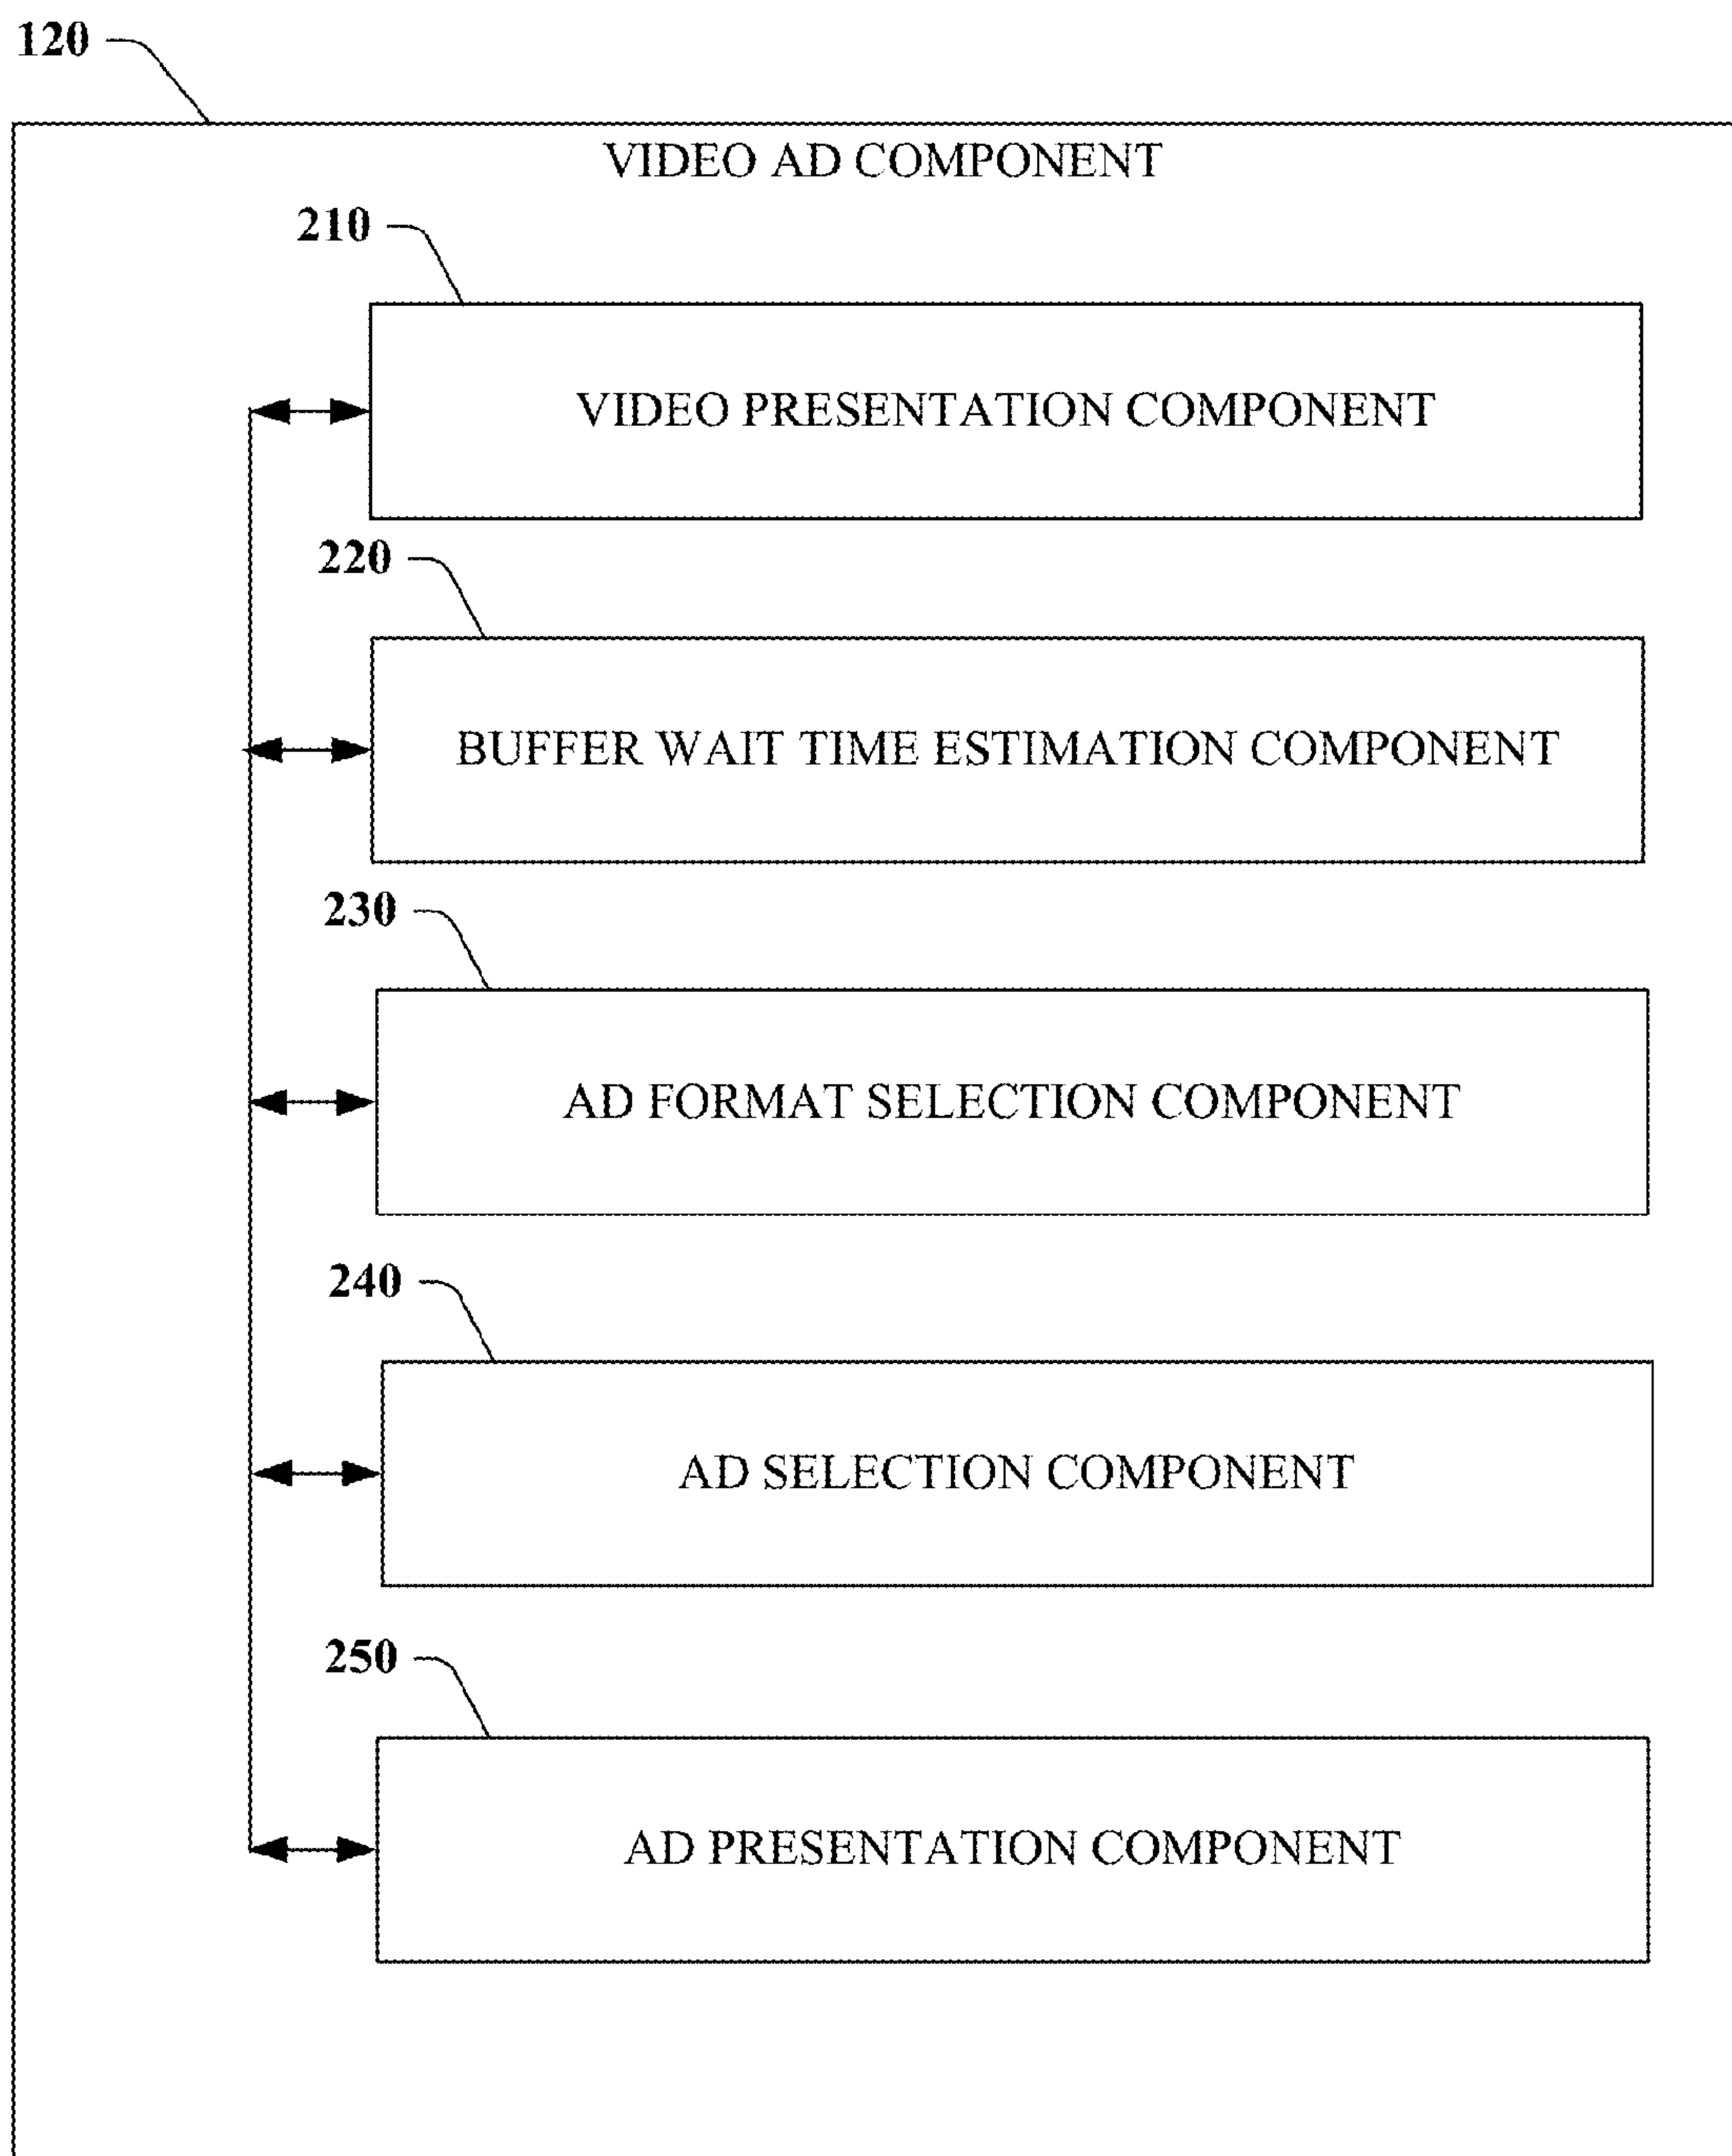 120
VIDEO AD COMPONENT
210
VIDEO PRESENTATION COMPONENT
220
BUFFER WAIT TIME ESTIMATION COMPONENT
230
AD FORMAT SELECTION COMPONENT
240
AD SELECTION COMPONENT
250
AD PRESENTATION COMPONENT